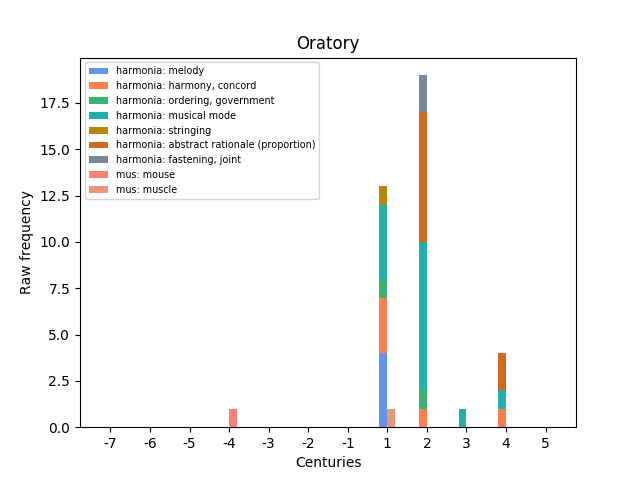 Oratory
harmonia: melody
harmonia: harmony, concord
harmonia: ordering, government
harmonia: musical mode
harmonia: stringing
harmonia: abstract rationale (proportion)
harmonia: fastening, joint
mus: mouse
mus: muscle
Raw frequency
17.5
15.0
12.5
10.0
7.5
5.0
2.5
0.0
-7 -6 -5 -4 -3 -2 -1 1 2 3 4 5
Centuries